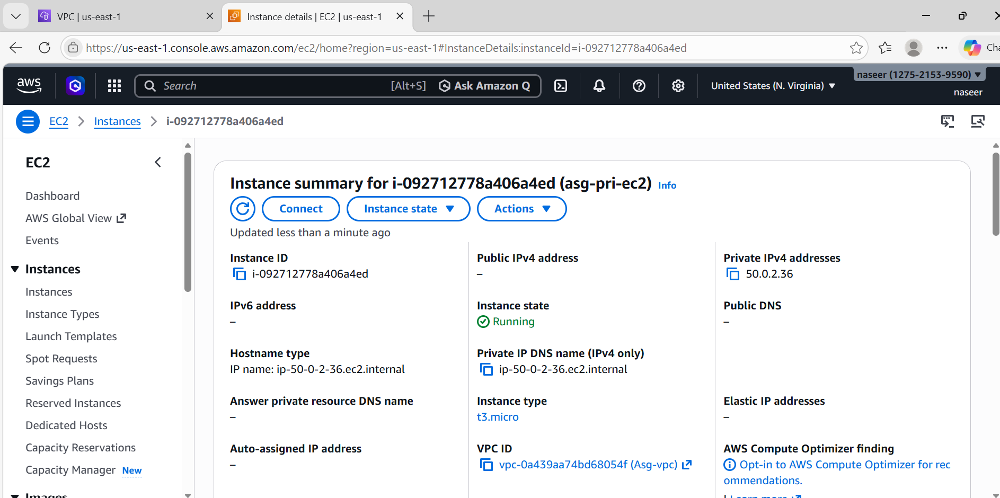 VPC | us-east-1
Instance details | EC2 | us-east-1
https://us-east-1.console.aws.amazon.com/ec2/home?region=us-east-1#InstanceDetails:instanceId=i-092712778a406a4ed
aws
Search
[Alt+S]
Ask Amazon Q
United States (N. Virginia)
naseer (1275-2153-9590)
naseer
EC2
Instances
i-092712778a406a4ed
EC2
Dashboard
AWS Global View
Events
Instances
Instances
Instance Types
Launch Templates
Spot Requests
Savings Plans
Reserved Instances
Dedicated Hosts
Capacity Reservations
Capacity Manager New
Images
Instance summary for i-092712778a406a4ed (asg-pri-ec2) Info
Connect
Instance state
Actions
Updated less than a minute ago
Instance ID
i-092712778a406a4ed
Public IPv4 address
–
Private IPv4 addresses
50.0.2.36
IPv6 address
–
Instance state
Running
Public DNS
–
Hostname type
IP name: ip-50-0-2-36.ec2.internal
Private IP DNS name (IPv4 only)
ip-50-0-2-36.ec2.internal
Answer private resource DNS name
–
Instance type
t3.micro
Elastic IP addresses
–
Auto-assigned IP address
–
VPC ID
vpc-0a439aa74bd68054f (Asg-vpc)
AWS Compute Optimizer finding
Opt-in to AWS Compute Optimizer for rec
ommendations.
Learn more